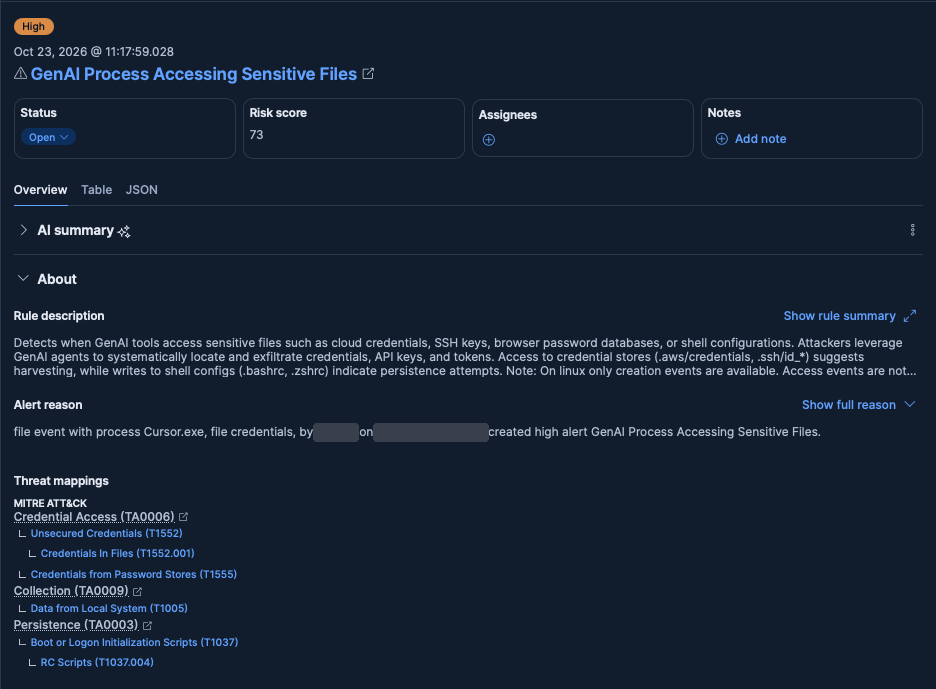 High
Oct 23, 2026 @ 11:17:59.028
GenAI Process Accessing Sensitive Files
Status
Open
Risk score
73
Assignees
Notes
Add note
Overview Table JSON
AI summary
About
Rule description
Show rule summary
Detects when GenAI tools access sensitive files such as cloud credentials, SSH keys, browser password databases, or shell configurations. Attackers leverage
GenAI agents to systematically locate and exfiltrate credentials, API keys, and tokens. Access to credential stores (.aws/credentials, .ssh/id_*) suggests
harvesting, while writes to shell configs (.bashrc, .zshrc) indicate persistence attempts. Note: On linux only creation events are available. Access events are not...
Alert reason
Show full reason
file event with process Cursor.exe, file credentials, by on created high alert GenAI Process Accessing Sensitive Files.
Threat mappings
MITRE ATT&CK
Credential Access (TA0006)
Unsecured Credentials (T1552)
Credentials In Files (T1552.001)
Credentials from Password Stores (T1555)
Collection (TA0009)
Data from Local System (T1005)
Persistence (TA0003)
Boot or Logon Initialization Scripts (T1037)
RC Scripts (T1037.004)